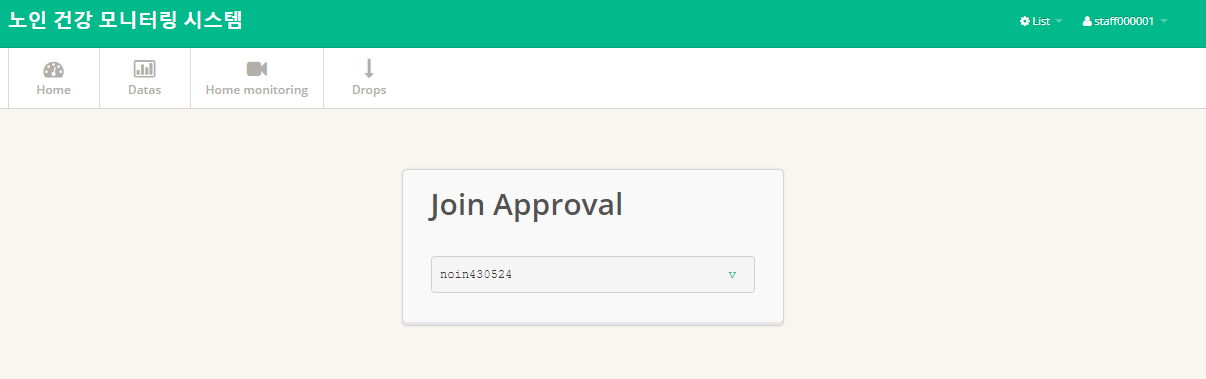 노인 건강 모니터링 시스템
List
staff000001
Home
Datas
Home monitoring
Drops
Join Approval
noin430524 v